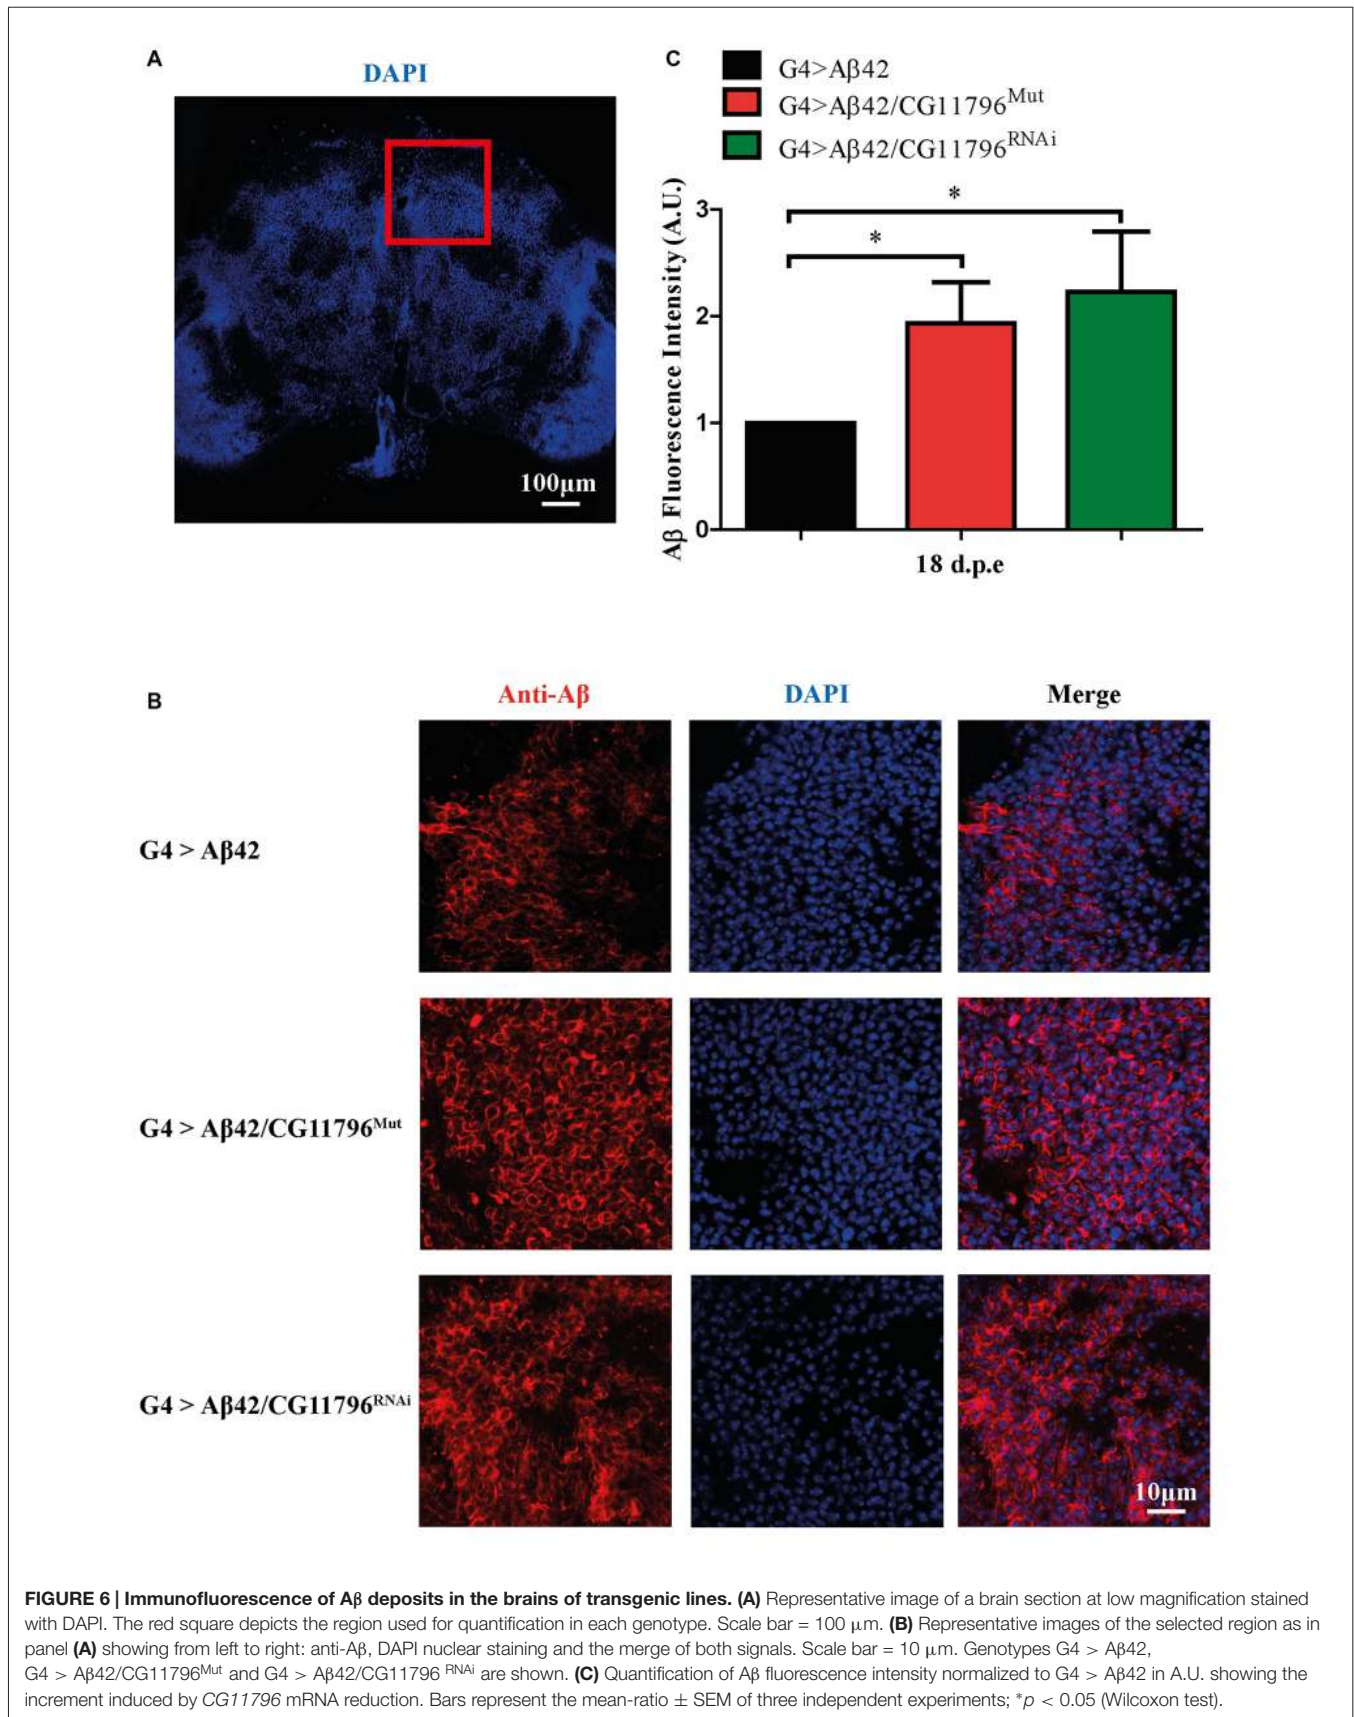 A
DAPI
100µm
C
G4>Aβ42
G4>Aβ42/CG11796Mut
G4>Aβ42/CG11796RNAi
Aβ Fluorescence Intensity (A.U.)
3
2
1
0
*
*
18 d.p.e
B
Anti-Aβ
DAPI
Merge
G4 > Aβ42
G4 > Aβ42/CG11796Mut
G4 > Aβ42/CG11796RNAi
10µm
FIGURE 6 | Immunofluorescence of Aβ deposits in the brains of transgenic lines. (A) Representative image of a brain section at low magnification stained
with DAPI. The red square depicts the region used for quantification in each genotype. Scale bar = 100 µm. (B) Representative images of the selected region as in
panel (A) showing from left to right: anti-Aβ, DAPI nuclear staining and the merge of both signals. Scale bar = 10 µm. Genotypes G4 > Aβ42,
G4 > Aβ42/CG11796Mut and G4 > Aβ42/CG11796 RNAi are shown. (C) Quantification of Aβ fluorescence intensity normalized to G4 > Aβ42 in A.U. showing the
increment induced by CG11796 mRNA reduction. Bars represent the mean-ratio ± SEM of three independent experiments; *p < 0.05 (Wilcoxon test).